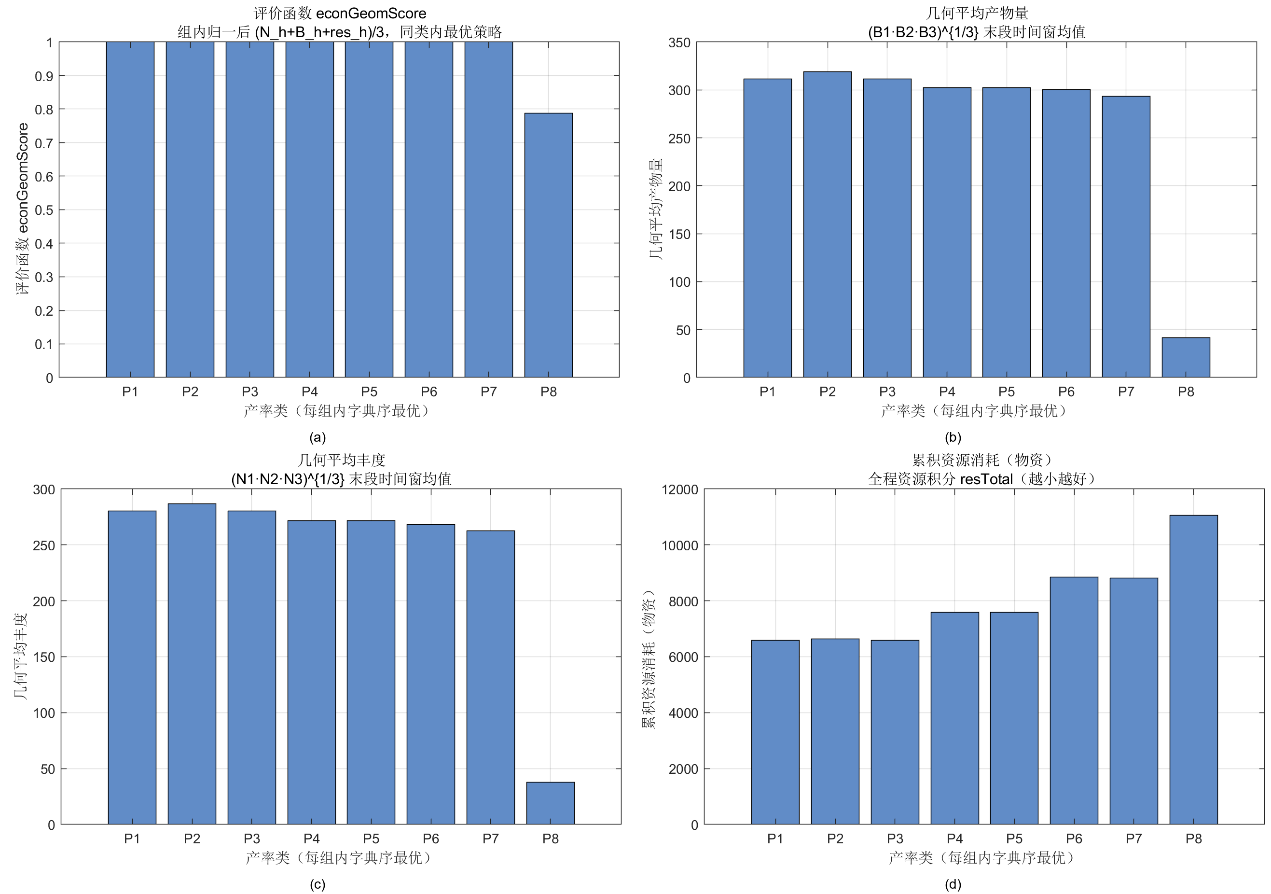 评价函数 econGeomScore
组内归一后 (N_h+B_h+res_h)/3，同类内最优策略
1
0.9
0.8
0.7
0.6
0.5
0.4
0.3
0.2
0.1
0
评价函数 econGeomScore
P1 P2 P3 P4 P5 P6 P7 P8
产率类（每组内字典序最优）
(a)
几何平均产物量
(B1·B2·B3)^{1/3} 末段时间窗均值
350
300
250
200
150
100
50
0
几何平均产物量
P1 P2 P3 P4 P5 P6 P7 P8
产率类（每组内字典序最优）
(b)
几何平均丰度
(N1·N2·N3)^{1/3} 末段时间窗均值
300
250
200
150
100
50
0
几何平均丰度
P1 P2 P3 P4 P5 P6 P7 P8
产率类（每组内字典序最优）
(c)
累积资源消耗（物资）
全程资源积分 resTotal（越小越好）
12000
10000
8000
6000
4000
2000
0
累积资源消耗（物资）
P1 P2 P3 P4 P5 P6 P7 P8
产率类（每组内字典序最优）
(d)